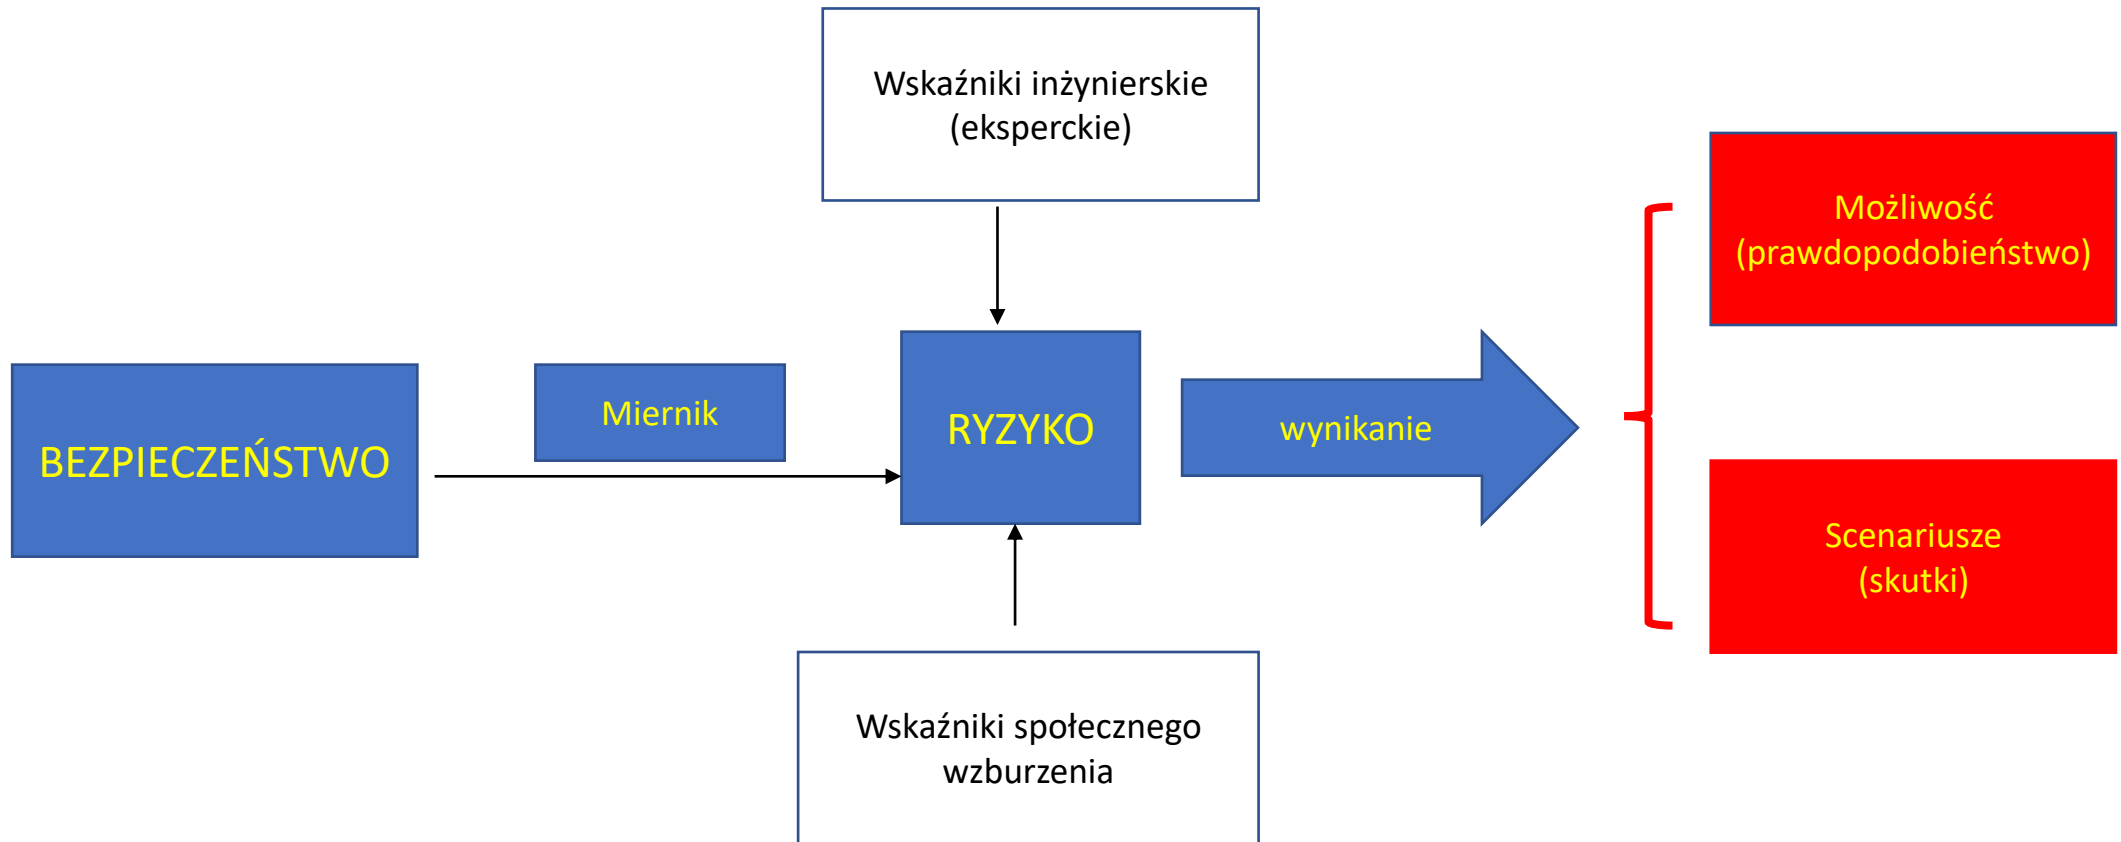 Wskaźniki inżynierskie
(eksperckie)
Możliwość
(prawdopodobieństwo)
BEZPIECZEŃSTWO
Miernik
RYZYKO
wynikanie
Scenariusze
(skutki)
Wskaźniki społecznego
wzburzenia